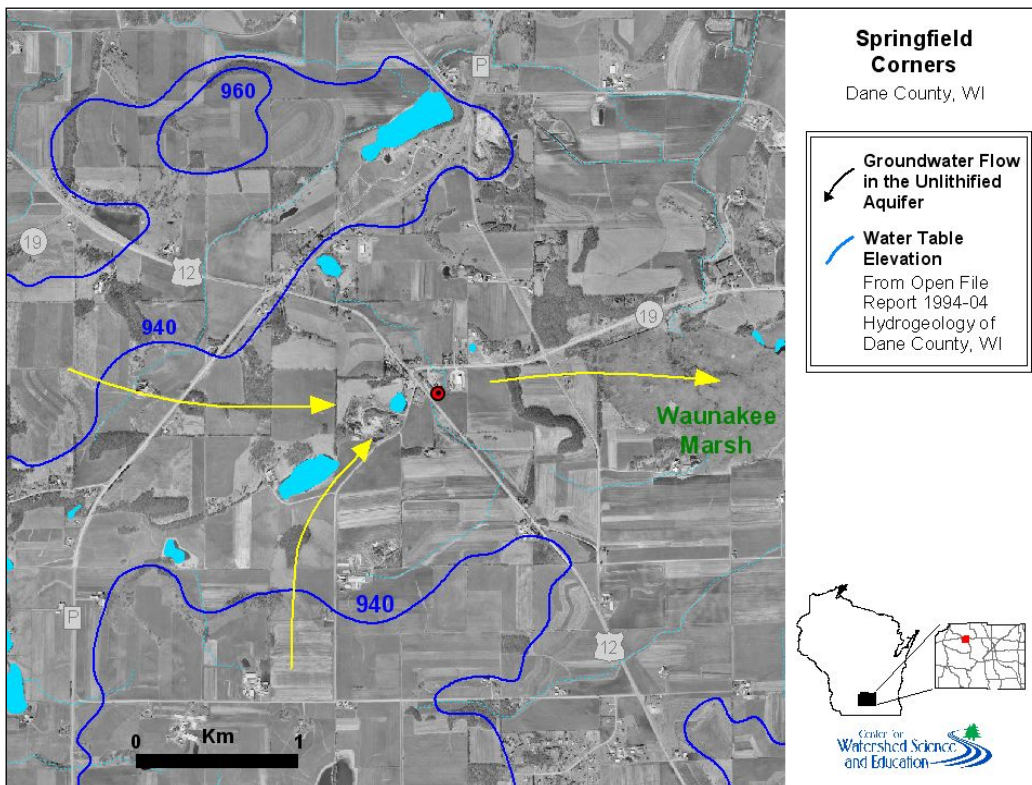 960
P
19
12
940
19
Waunakee
Marsh
940
P
12
Km
0 1
Springfield
Corners
Dane County, WI
Groundwater Flow
in the Unlithified
Aquifer
Water Table
Elevation
From Open File
Report 1994-04
Hydrogeology of
Dane County, WI
Center for
Watershed Science
and Education